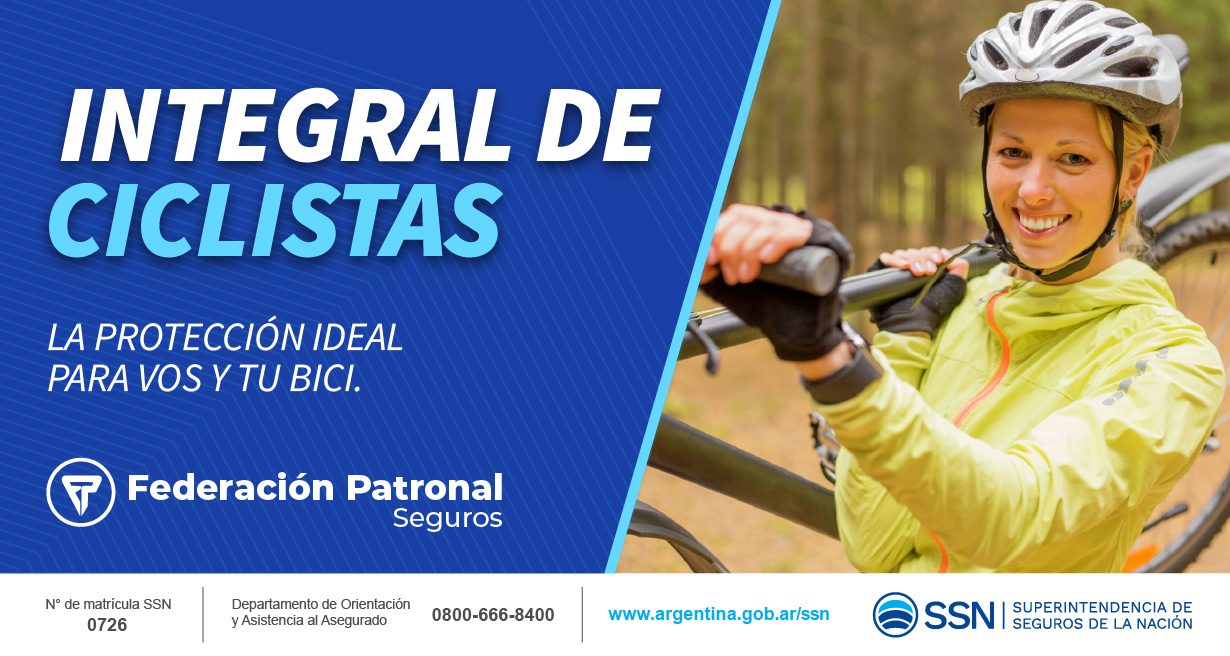 INTEGRAL DE
CICLISTAS
LA PROTECCIÓN IDEAL
PARA VOS Y TU BICI.
Federación Patronal
Seguros
N° de matrícula SSN
0726
Departamento de Orientación
y Asistencia al Asegurado
0800-666-8400
www.argentina.gob.ar/ssn
SSN
SUPERINTENDENCIA DE
SEGUROS DE LA NACIÓN